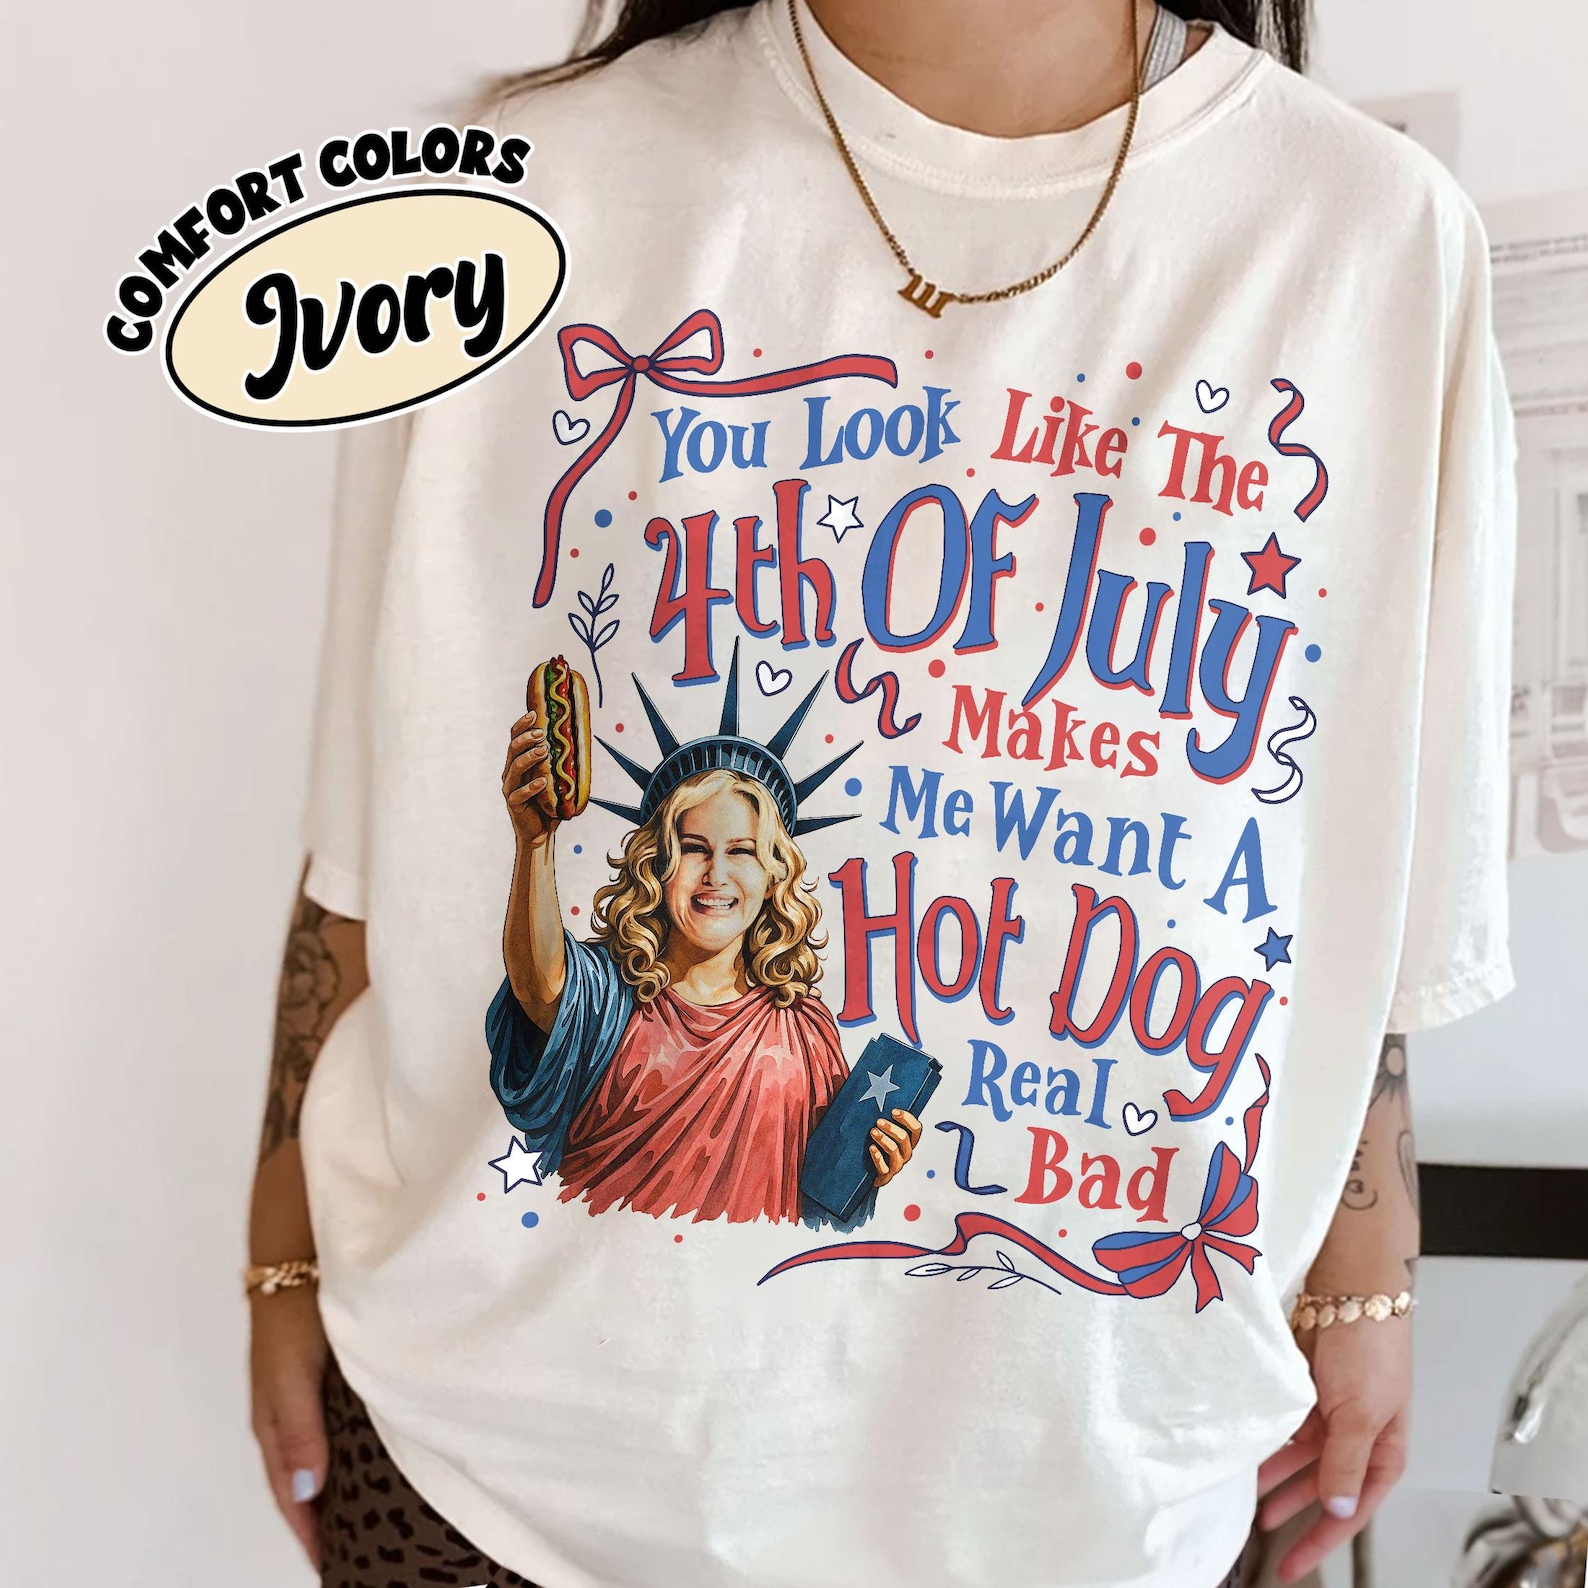 COMFORT COLORS
Ivory
You Look Like The
4th Of July
Makes
Me Want A
Hot Dog
Real
Bad